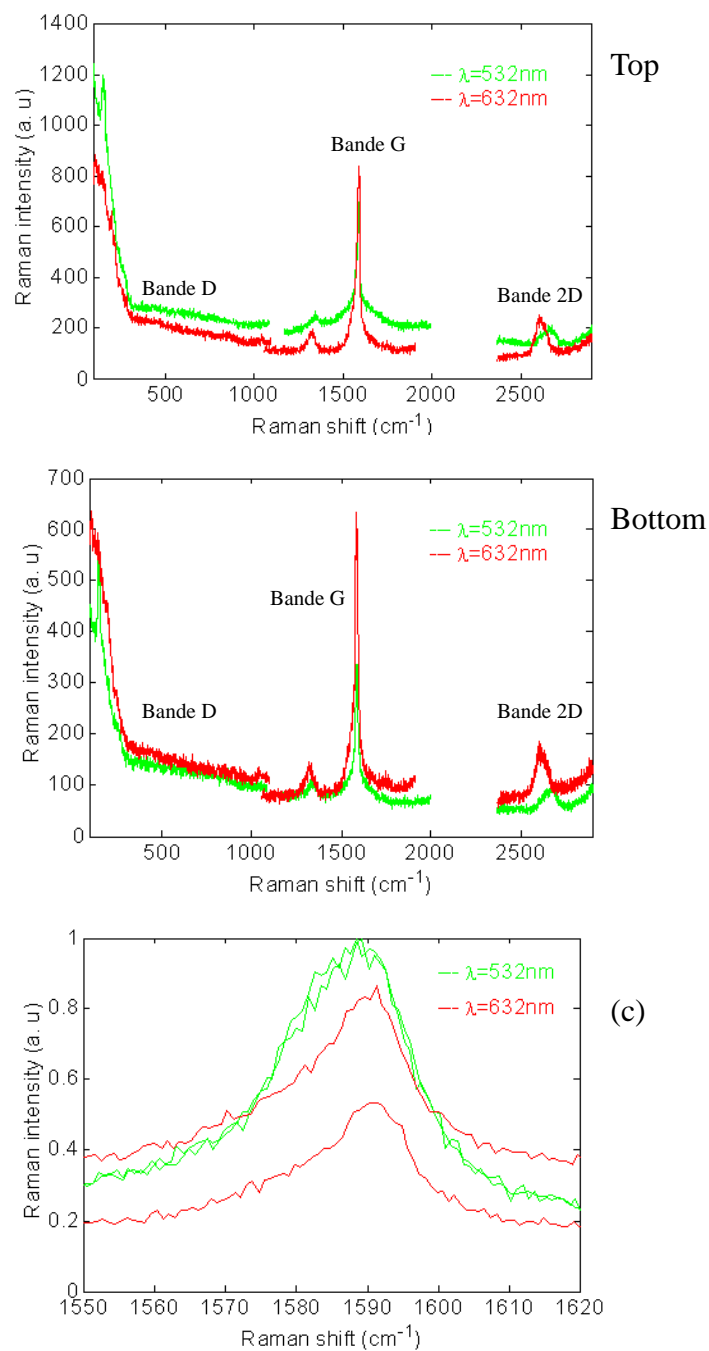 1400
1200
1000
800
600
400
200
0
λ=532nm
λ=632nm
Top
Bande G
Bande D
Bande 2D
Raman intensity (a. u)
500 1000 1500 2000 2500
Raman shift (cm-1)
700
600
500
400
300
200
100
0
λ=532nm
λ=632nm
Bottom
Bande G
Bande D
Bande 2D
Raman intensity (a. u)
500 1000 1500 2000 2500
Raman shift (cm-1)
1
0.8
0.6
0.4
0.2
0
λ=532nm
λ=632nm
(c)
Raman intensity (a. u)
1550 1560 1570 1580 1590 1600 1610 1620
Raman shift (cm-1)